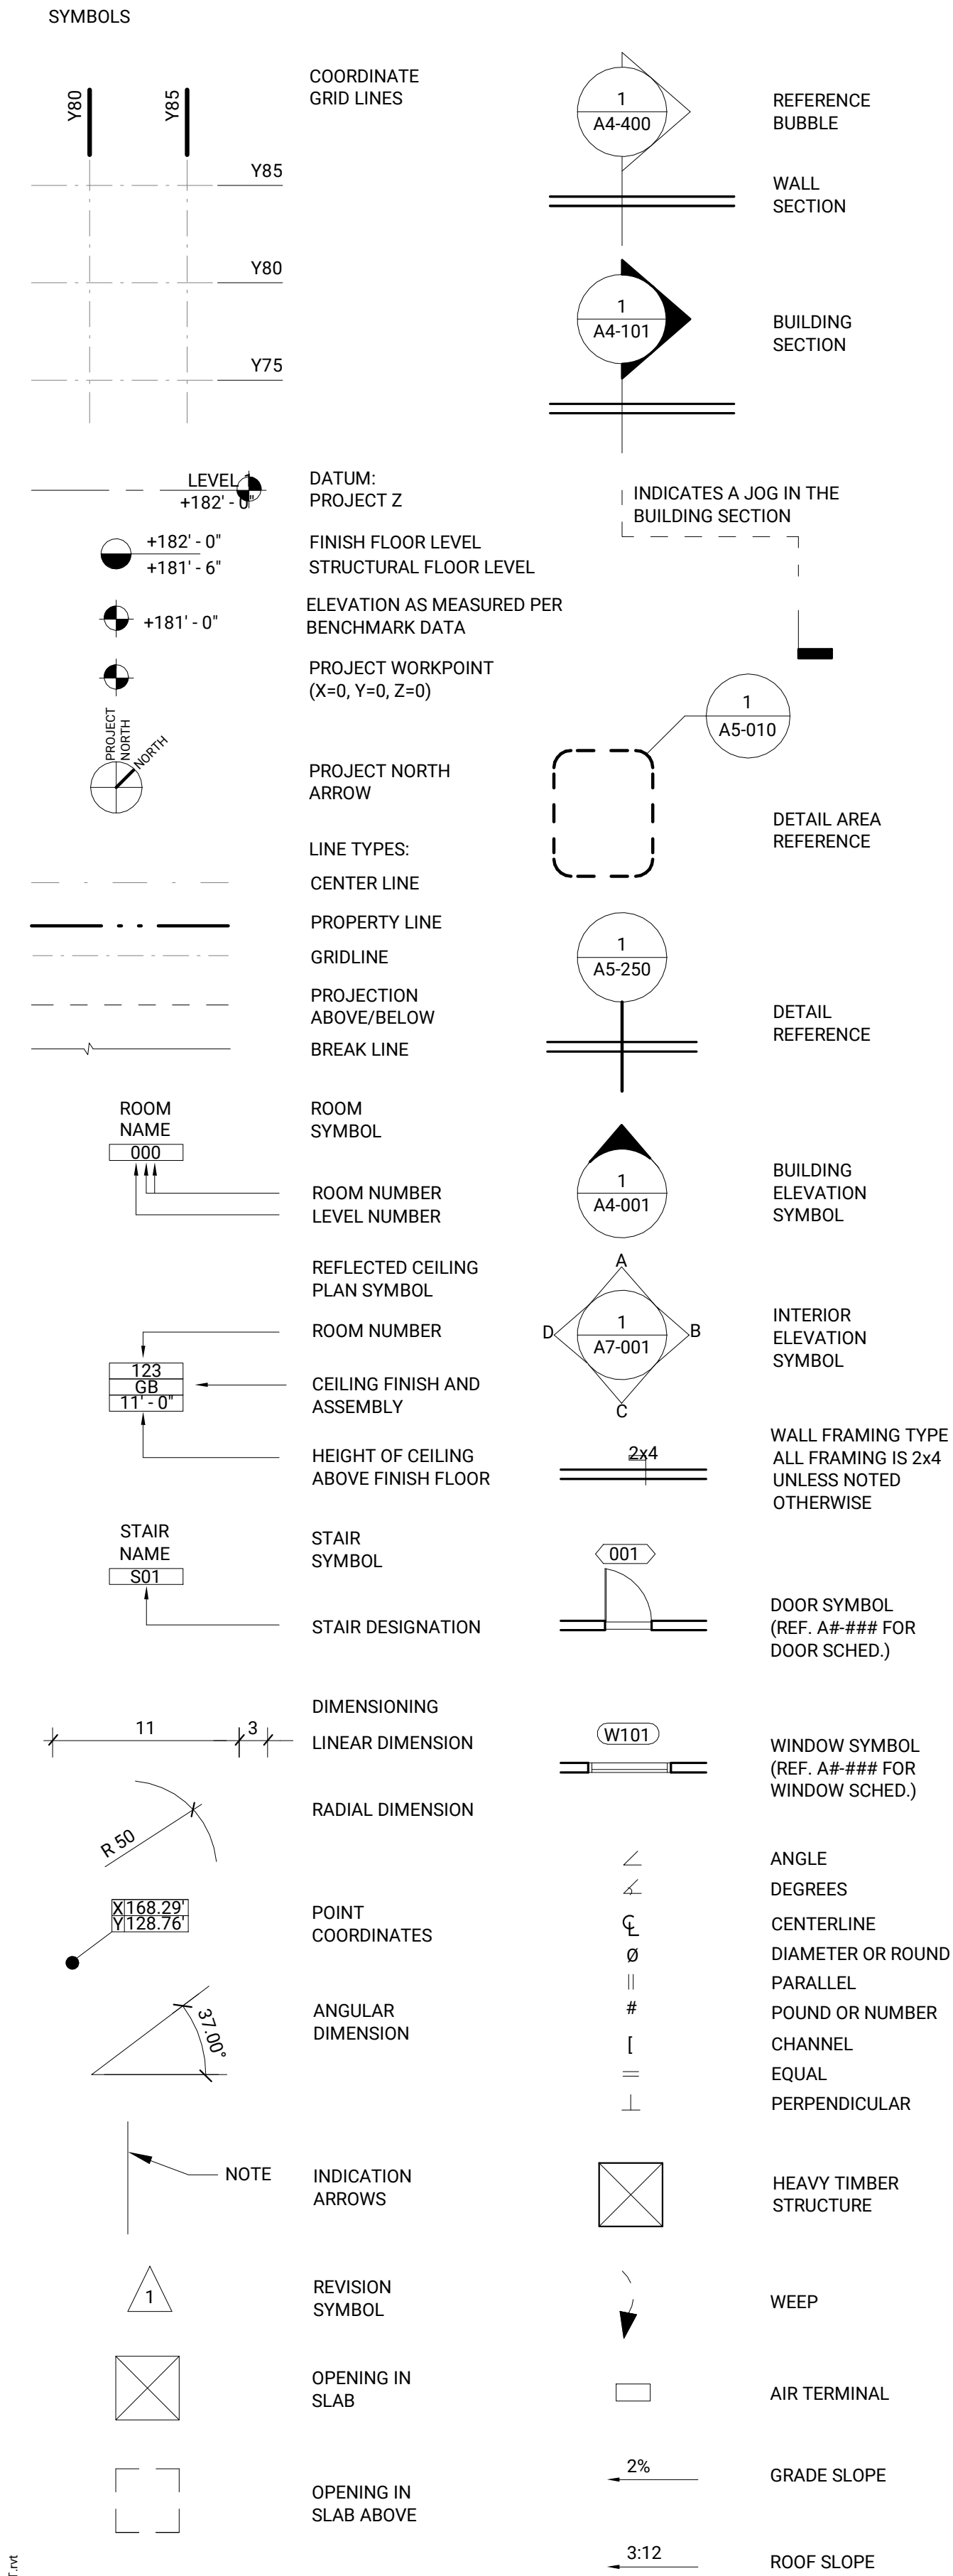 SYMBOLS
Y80
Y85
COORDINATE
GRID LINES
Y85
Y80
Y75
LEVEL
+182' - 0"
DATUM:
PROJECT Z
+182' - 0"
+181' - 6"
FINISH FLOOR LEVEL
STRUCTURAL FLOOR LEVEL
+181' - 0"
ELEVATION AS MEASURED PER
BENCHMARK DATA
PROJECT WORKPOINT
(X=0, Y=0, Z=0)
PROJECT
NORTH
NORTH
PROJECT NORTH
ARROW
LINE TYPES:
CENTER LINE
PROPERTY LINE
GRIDLINE
PROJECTION
ABOVE/BELOW
BREAK LINE
ROOM
NAME
000
ROOM
SYMBOL
ROOM NUMBER
LEVEL NUMBER
REFLECTED CEILING
PLAN SYMBOL
ROOM NUMBER
123
GB
11' - 0"
CEILING FINISH AND
ASSEMBLY
HEIGHT OF CEILING
ABOVE FINISH FLOOR
STAIR
NAME
S01
STAIR
SYMBOL
STAIR DESIGNATION
DIMENSIONING
11
3
LINEAR DIMENSION
R 50
RADIAL DIMENSION
X 168.29'
Y 128.76'
POINT
COORDINATES
37.00°
ANGULAR
DIMENSION
NOTE
INDICATION
ARROWS
1
REVISION
SYMBOL
OPENING IN
SLAB
OPENING IN
SLAB ABOVE
T.rvt
1
A4-400
REFERENCE
BUBBLE
WALL
SECTION
1
A4-101
BUILDING
SECTION
INDICATES A JOG IN THE
BUILDING SECTION
1
A5-010
DETAIL AREA
REFERENCE
1
A5-250
DETAIL
REFERENCE
1
A4-001
BUILDING
ELEVATION
SYMBOL
A
D
1
A7-001
B
C
INTERIOR
ELEVATION
SYMBOL
2x4
WALL FRAMING TYPE
ALL FRAMING IS 2x4
UNLESS NOTED
OTHERWISE
001
DOOR SYMBOL
(REF. A#-### FOR
DOOR SCHED.)
W101
WINDOW SYMBOL
(REF. A#-### FOR
WINDOW SCHED.)
∠ ANGLE
DEGREES
℄ CENTERLINE
Ø DIAMETER OR ROUND
|| PARALLEL
# POUND OR NUMBER
[ CHANNEL
= EQUAL
⊥ PERPENDICULAR
HEAVY TIMBER
STRUCTURE
WEEP
AIR TERMINAL
2%
GRADE SLOPE
3:12
ROOF SLOPE